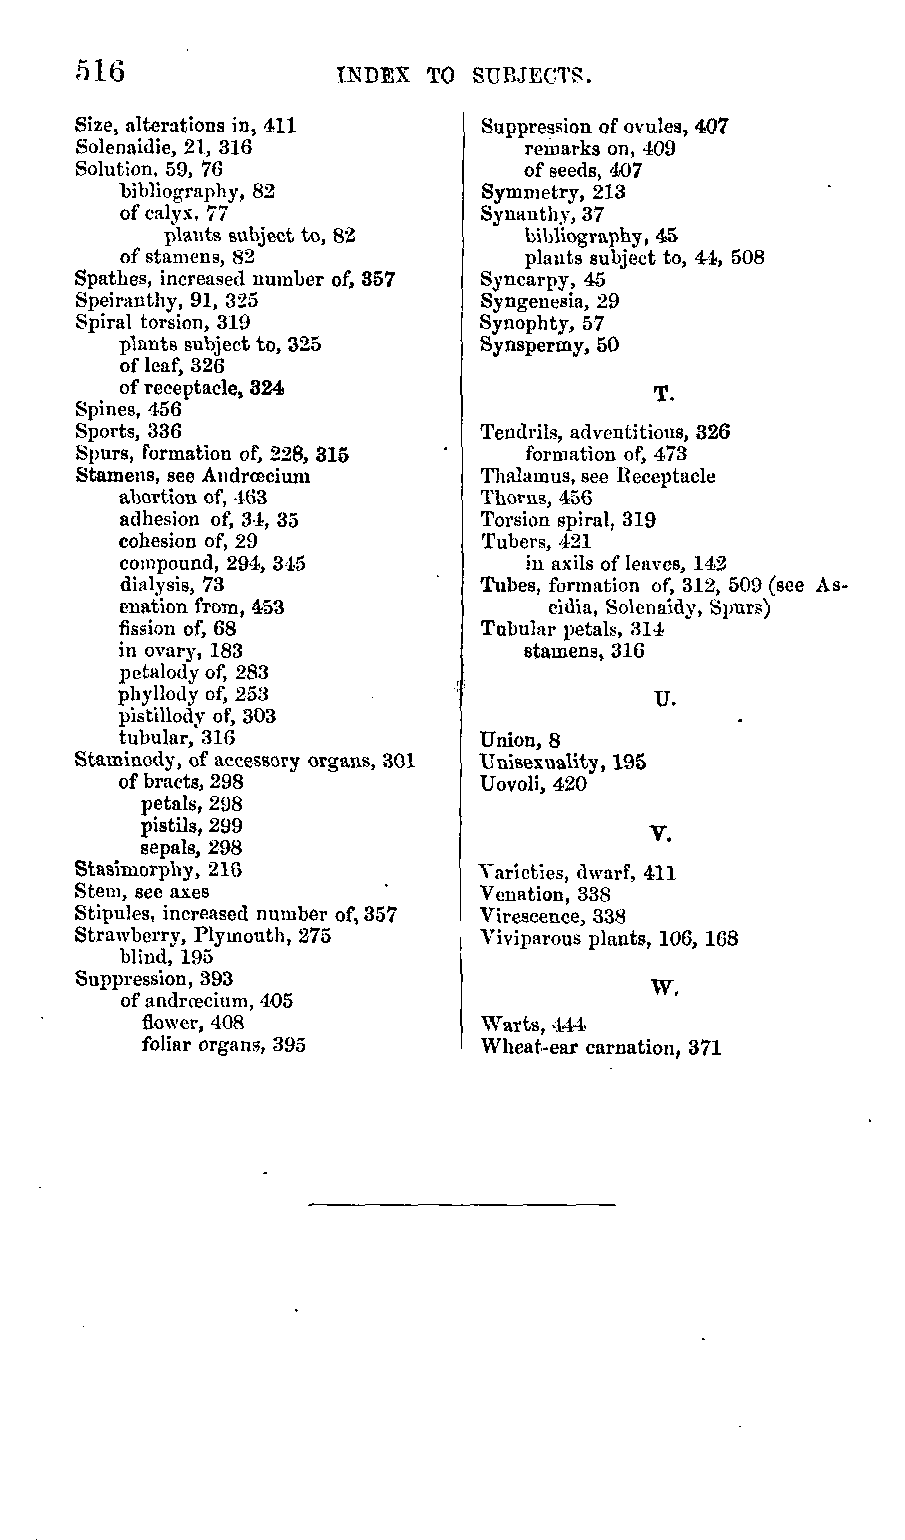 516 INDEX TO SUBJECTS.
Size, alterations in, 411
Solenaidie, 21, 316
Solution, 59, 76
bibliography, 82
of calyx, 77
plants subject to, 82
of stamens, 82
Spathes, increased number of, 357
Speiranthy, 91, 325
Spiral torsion, 319
plants subject to, 325
of leaf, 326
of receptacle, 324
Spines, 456
Sports, 336
Spurs, formation of, 228, 315
Stamens, see Andrœcium
abortion of, 463
adhesion of, 34, 35
cohesion of, 29
compound, 294, 345
dialysis, 73
enation from, 453
fission of, 68
in ovary, 183
petalody of, 283
phyllody of, 253
pistillody of, 303
tubular, 316
Staminody, of accessory organs, 301
of bracts, 298
petals, 298
pistils, 299
sepals, 298
Stasimorphy, 216
Stem, see axes
Stipules, increased number of, 357
Strawberry, Plymouth, 275
blind, 195
Suppression, 393
of andrœcium, 405
flower, 408
foliar organs, 395
Suppression of ovules, 407
remarks on, 409
of seeds, 407
Symmetry, 213
Synanthy, 37
bibliography, 45
plants subject to, 44, 508
Syncarpy, 45
Syngenesia, 29
Synophty, 57
Synspermy, 50
T.
Tendrils, adventitious, 326
formation of, 473
Thalamus, see Receptacle
Thorns, 456
Torsion spiral, 319
Tubers, 421
in axils of leaves, 142
Tubes, formation of, 312, 509 (see As-
cidia, Solenaidy, Spurs)
Tubular petals, 314
stamens, 316
U.
Union, 8
Unisexuality, 195
Uovoli, 420
V.
Varieties, dwarf, 411
Venation, 338
Virescence, 338
Viviparous plants, 106, 168
W.
Warts, 444
Wheat-ear carnation, 371